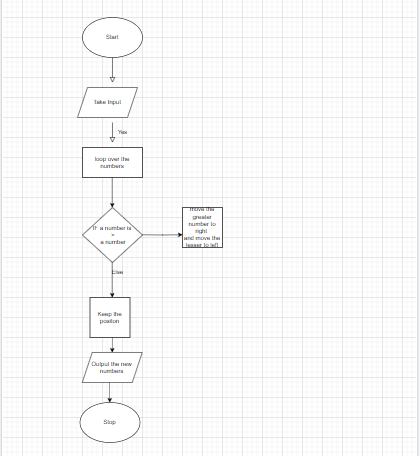 Start
Take Input
Yes
loop over the
numbers
IF a number is
>
a number
move the
greater
number to
right
and move the
lesser to left
Else
Keep the
position
Output the new
numbers
Stop